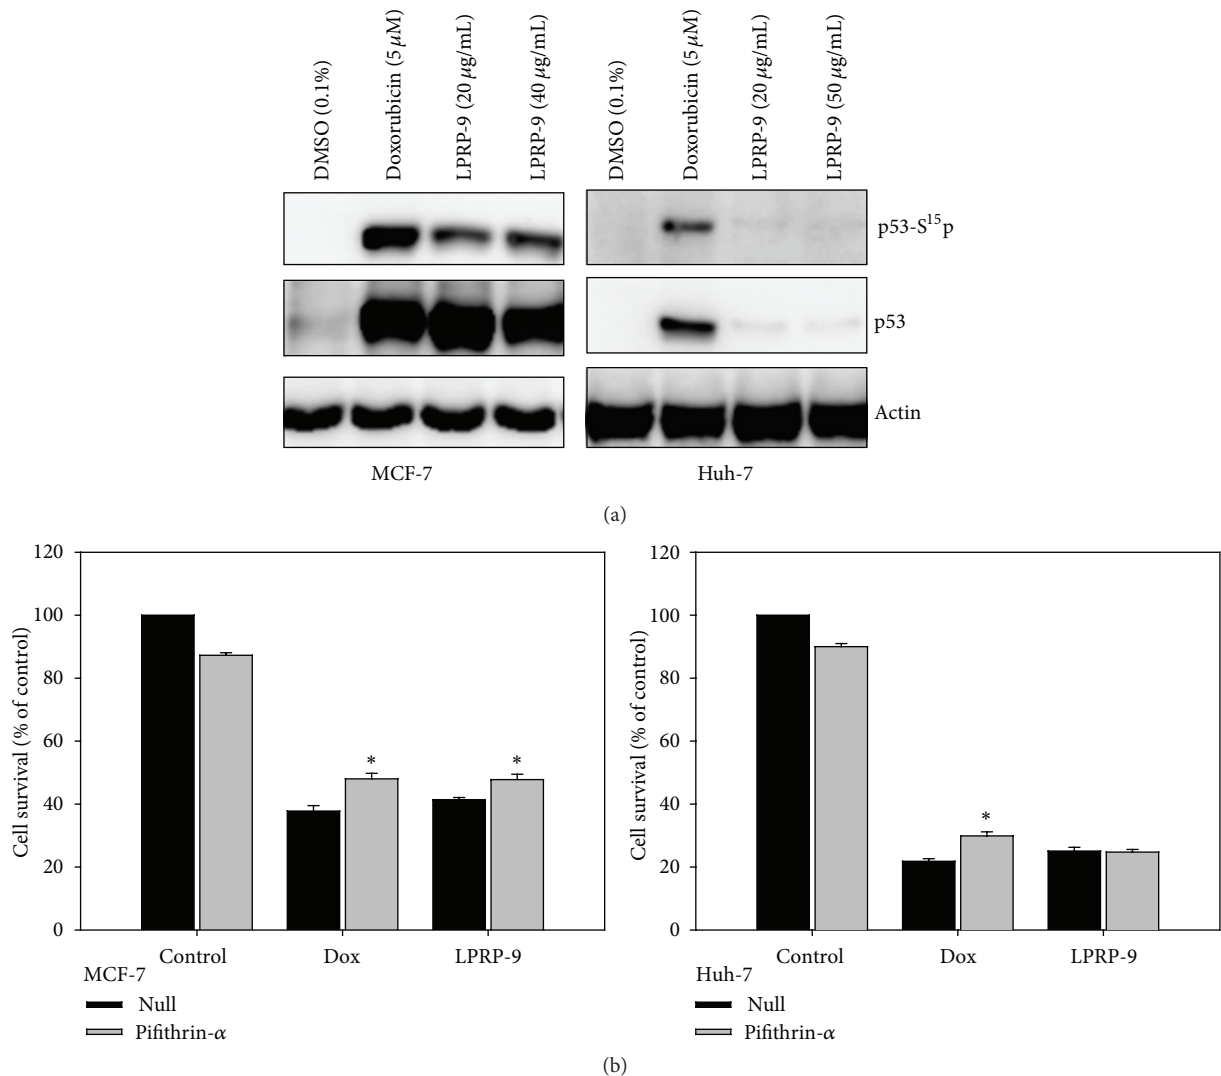 DMSO (0.1%)
Doxorubicin (5 μM)
LPRP-9 (20 μg/mL)
LPRP-9 (40 μg/mL)
DMSO (0.1%)
Doxorubicin (5 μM)
LPRP-9 (20 μg/mL)
LPRP-9 (50 μg/mL)
p53-S¹⁵p
p53
Actin
MCF-7
Huh-7
(a)
120
100
80
60
40
20
0
Cell survival (% of control)
*
*
Control
Dox
LPRP-9
MCF-7
Null
Pifithrin-α
120
100
80
60
40
20
0
Cell survival (% of control)
*
Control
Dox
LPRP-9
Huh-7
Null
Pifithrin-α
(b)